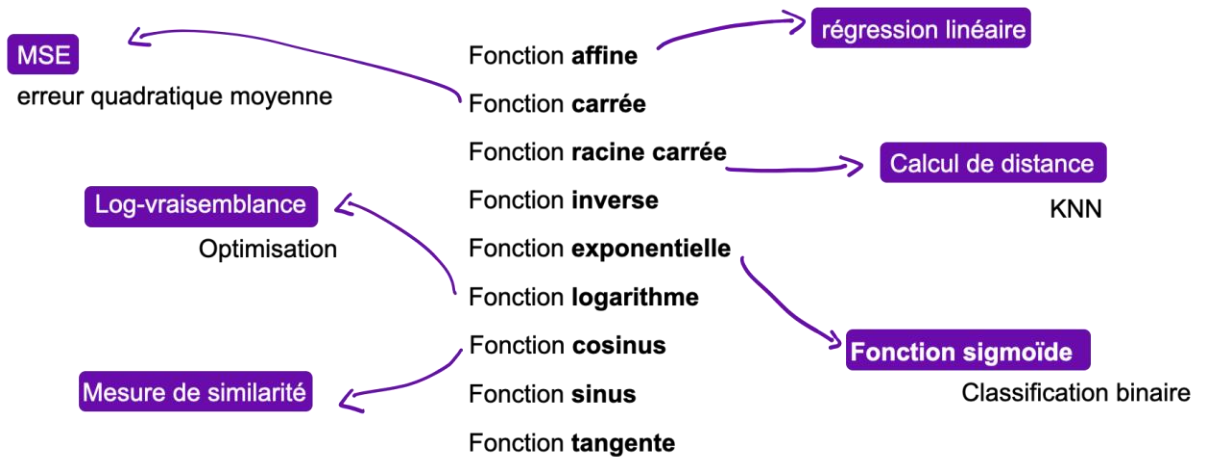 régression linéaire
MSE
erreur quadratique moyenne
Fonction affine
Fonction carrée
Fonction racine carrée
Calcul de distance
KNN
Fonction inverse
Log-vraisemblance
Optimisation
Fonction exponentielle
Fonction logarithme
Fonction cosinus
Fonction sigmoïde
Classification binaire
Mesure de similarité
Fonction sinus
Fonction tangente